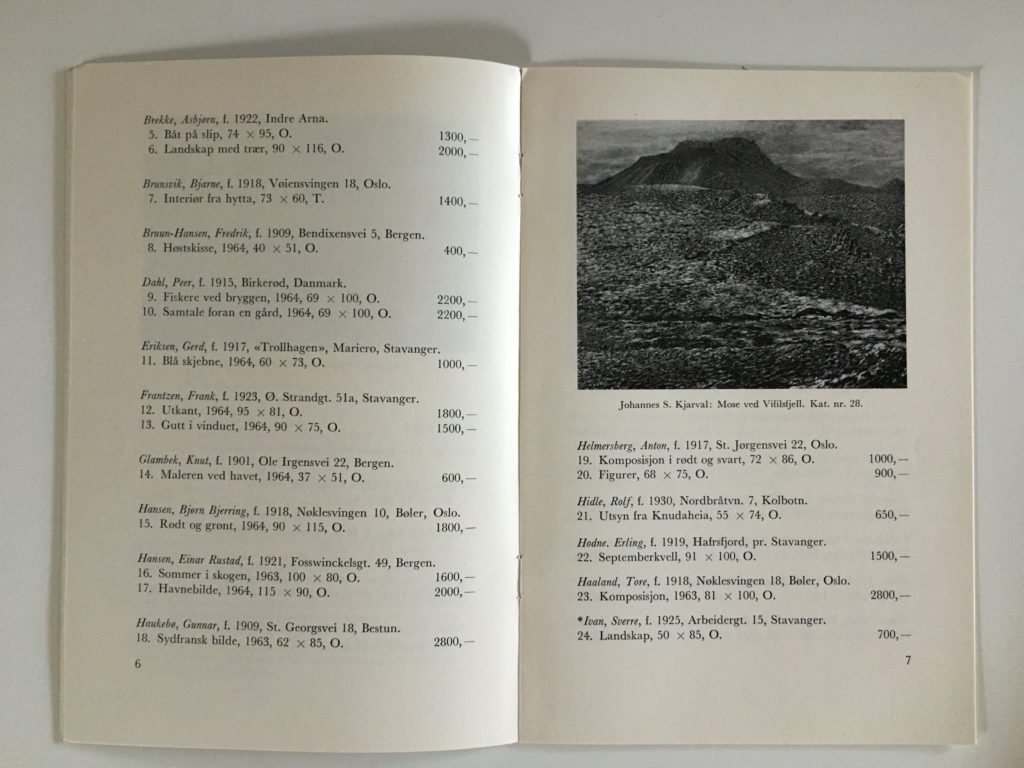 Brekke, Asbjørn, f. 1922, Indre Arna.
5. Båt på slip, 74 × 95, O. 1300,—
6. Landskap med trær, 90 × 116, O. 2000,—
Brunsvik, Bjarne, f. 1918, Vøiensvingen 18, Oslo.
7. Interiør fra hytta, 73 × 60, T. 1400,—
Bruun-Hansen, Fredrik, f. 1909, Bendixensvei 5, Bergen.
8. Høstskisse, 1964, 40 × 51, O. 400,—
Dahl, Peer, f. 1915, Birkerød, Danmark.
9. Fiskere ved bryggen, 1964, 69 × 100, O. 2200,—
10. Samtale foran en gård, 1964, 69 × 100, O. 2200,—
Eriksen, Gerd, f. 1917, «Trollhagen», Mariero, Stavanger.
11. Blå skjebne, 1964, 60 × 73, O. 1000,—
Frantzen, Frank, f. 1923, Ø. Strandgt. 51a, Stavanger.
12. Utkant, 1964, 95 × 81, O. 1800,—
13. Gutt i vinduet, 1964, 90 × 75, O. 1500,—
Glambek, Knut, f. 1901, Ole Irgensvei 22, Bergen.
14. Maleren ved havet, 1964, 37 × 51, O. 600,—
Hansen, Bjørn Bjerring, f. 1918, Nøklesvingen 10, Bøler, Oslo.
15. Rødt og grønt, 1964, 90 × 115, O. 1800,—
Hansen, Einar Rustad, f. 1921, Fosswinckelsgt. 49, Bergen.
16. Sommer i skogen, 1963, 100 × 80, O. 1600,—
17. Havnebilde, 1964, 115 × 90, O. 2000,—
Haukebø, Gunnar, f. 1909, St. Georgsvei 18, Bestun.
18. Sydfransk bilde, 1963, 62 × 85, O. 2800,—
6
Johannes S. Kjarval: Mose ved Vifilsfjell. Kat. nr. 28.
Helmersberg, Anton, f. 1917, St. Jørgensvei 22, Oslo.
19. Komposisjon i rødt og svart, 72 × 86, O. 1000,—
20. Figurer, 68 × 75, O. 900,—
Hidle, Rolf, f. 1930, Nordbråtvn. 7, Kolbotn.
21. Utsyn fra Knudaheia, 55 × 74, O. 650,—
Hodne. Erling, f. 1919, Hafrsfjord, pr. Stavanger.
22. Septemberkvell, 91 × 100, O. 1500,—
Haaland, Tore, f. 1918, Nøklesvingen 18, Bøler, Oslo.
23. Komposisjon, 1963, 81 × 100, O. 2800,—
*Ivan, Sverre, f. 1925, Arbeidergt. 15, Stavanger.
24. Landskap, 50 × 85, O. 700,—
7